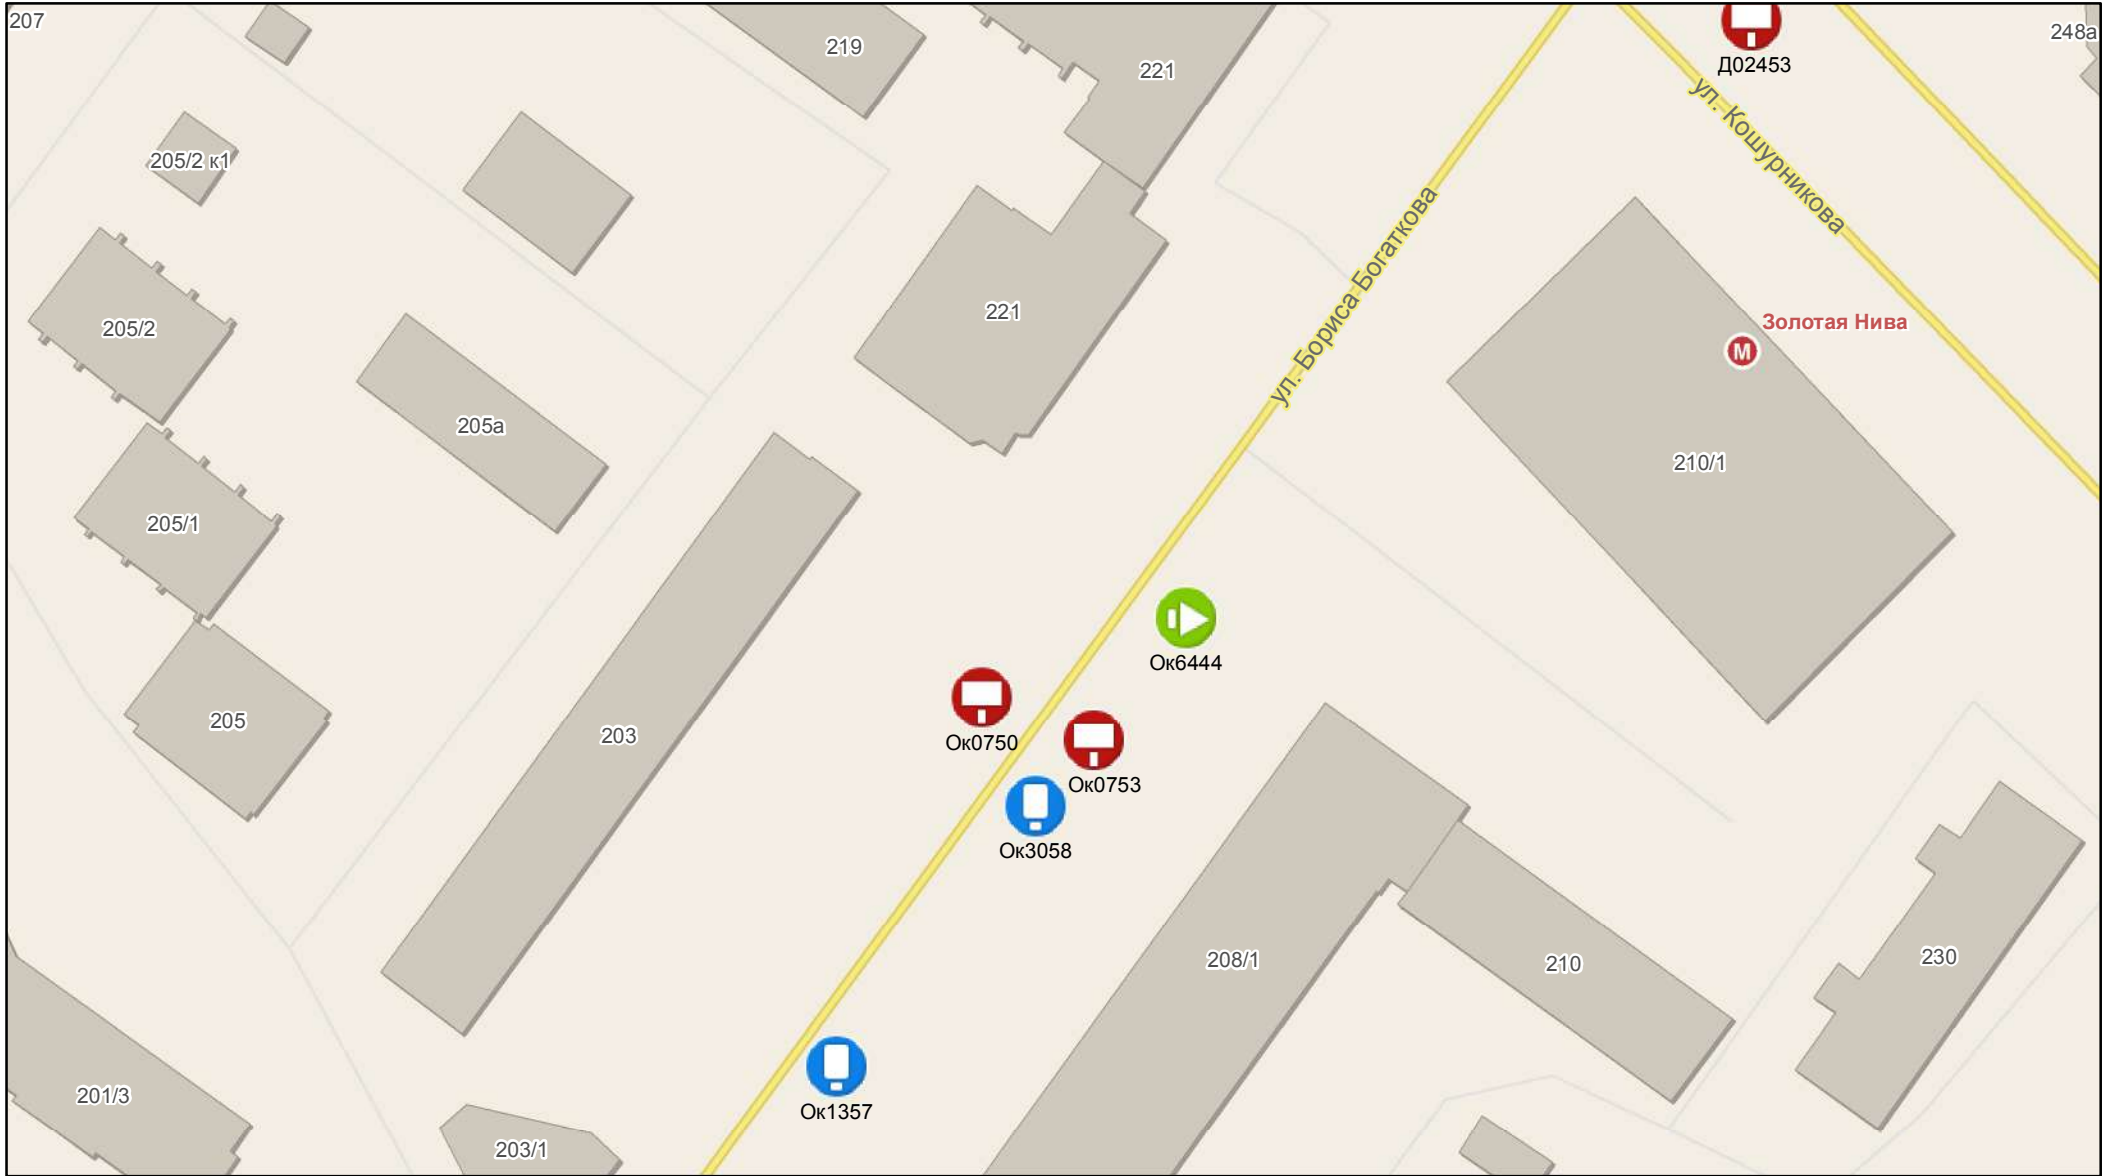 207
219
221
248а
Д02453
ул. Кошурникова
205/2 к1
ул. Бориса Богаткова
221
205/2
Золотая Нива
М
205а
210/1
205/1
Ок6444
205
203
Ок0750
Ок0753
Ок3058
208/1
210
230
201/3
Ок1357
203/1